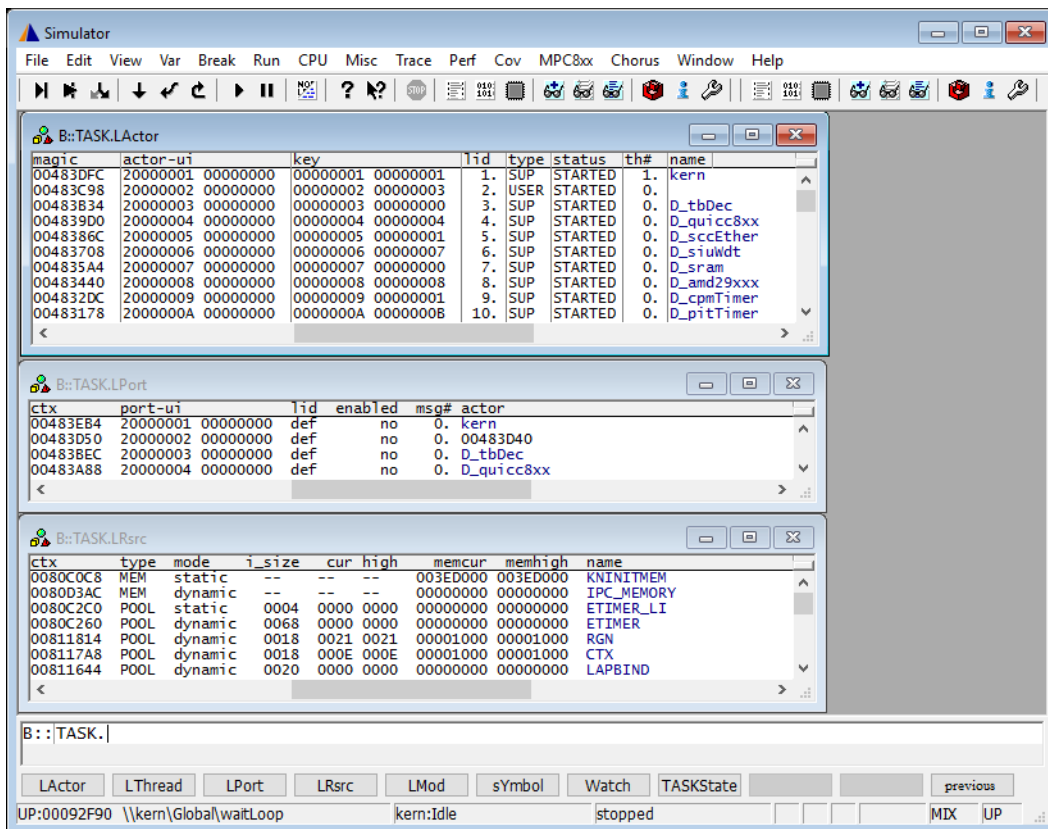 Simulator
File Edit View Var Break Run CPU Misc Trace Perf Cov MPC8xx Chorus Window Help
B::TASK.LActor
magic actor-ui key lid type status th# name
00483DFC 20000001 00000000 00000001 00000001 1. SUP STARTED 1. kern
00483C98 20000002 00000000 00000002 00000003 2. USER STARTED 0.
00483B34 20000003 00000000 00000003 00000000 3. SUP STARTED 0. D_tbDec
004839D0 20000004 00000000 00000004 00000004 4. SUP STARTED 0. D_quicc8xx
0048386C 20000005 00000000 00000005 00000001 5. SUP STARTED 0. D_sccEther
00483708 20000006 00000000 00000006 00000007 6. SUP STARTED 0. D_siuWdt
004835A4 20000007 00000000 00000007 00000000 7. SUP STARTED 0. D_sram
00483440 20000008 00000000 00000008 00000008 8. SUP STARTED 0. D_amd29xxx
004832DC 20000009 00000000 00000009 00000001 9. SUP STARTED 0. D_cpmTimer
00483178 2000000A 00000000 0000000A 0000000B 10. SUP STARTED 0. D_pitTimer
B::TASK.LPort
ctx port-ui lid enabled msg# actor
00483EB4 20000001 00000000 def no 0. kern
00483D50 20000002 00000000 def no 0. 00483D40
00483BEC 20000003 00000000 def no 0. D_tbDec
00483A88 20000004 00000000 def no 0. D_quicc8xx
B::TASK.LRsrc
ctx type mode i_size cur high memcur memhigh name
0080C0C8 MEM static -- -- -- 003ED000 003ED000 KNINITMEM
0080D3AC MEM dynamic -- -- -- 00000000 00000000 IPC_MEMORY
0080C2C0 POOL static 0004 0000 0000 00000000 00000000 ETIMER_LI
0080C260 POOL dynamic 0068 0000 0000 00000000 00000000 ETIMER
00811814 POOL dynamic 0018 0021 0021 00001000 00001000 RGN
008117A8 POOL dynamic 0018 000E 000E 00001000 00001000 CTX
00811644 POOL dynamic 0020 0000 0000 00000000 00000000 LAPBIND
B::TASK.
LActor LThread LPort LRsrc LMod sYmbol Watch TASKState previous
UP:00092F90 \\kern\Global\waitLoop kern:Idle stopped MIX UP